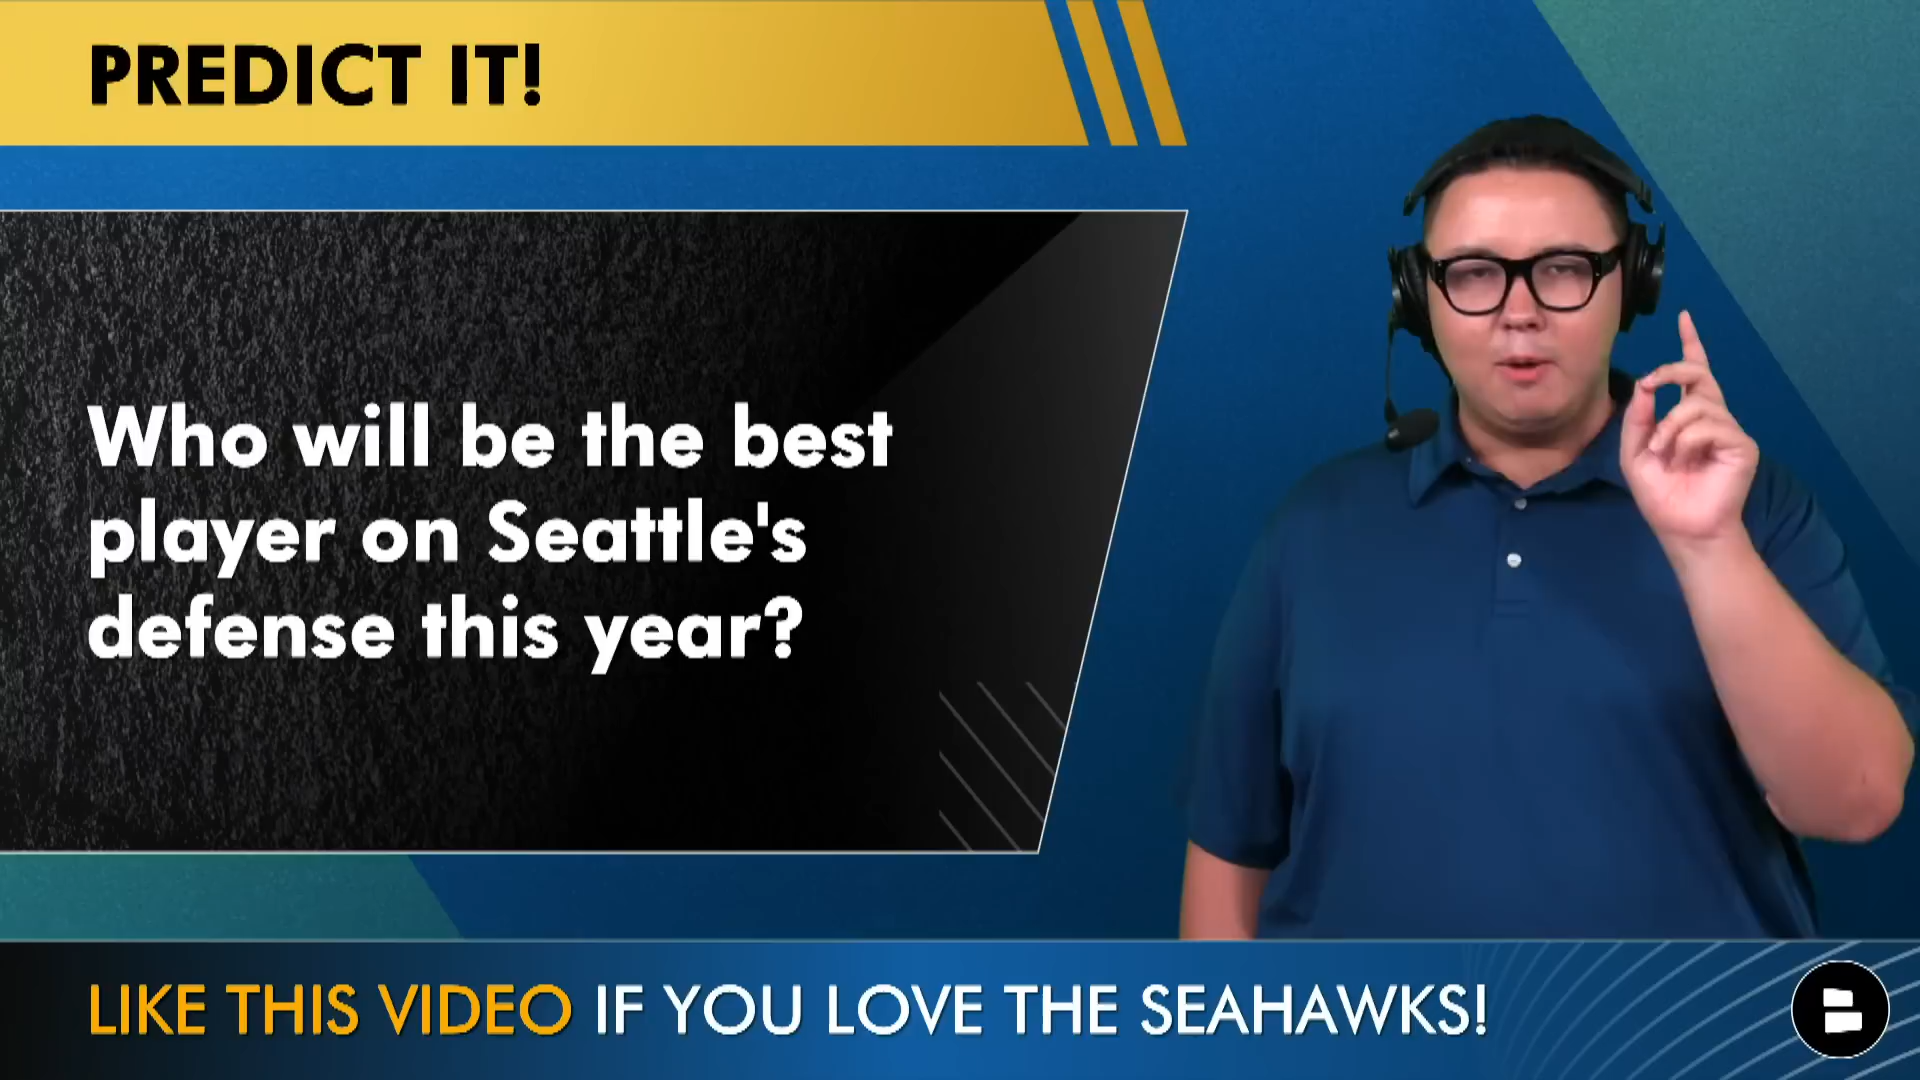 PREDICT IT!
Who will be the best
player on Seattle's
defense this year?
LIKE THIS VIDEO IF YOU LOVE THE SEAHAWKS!